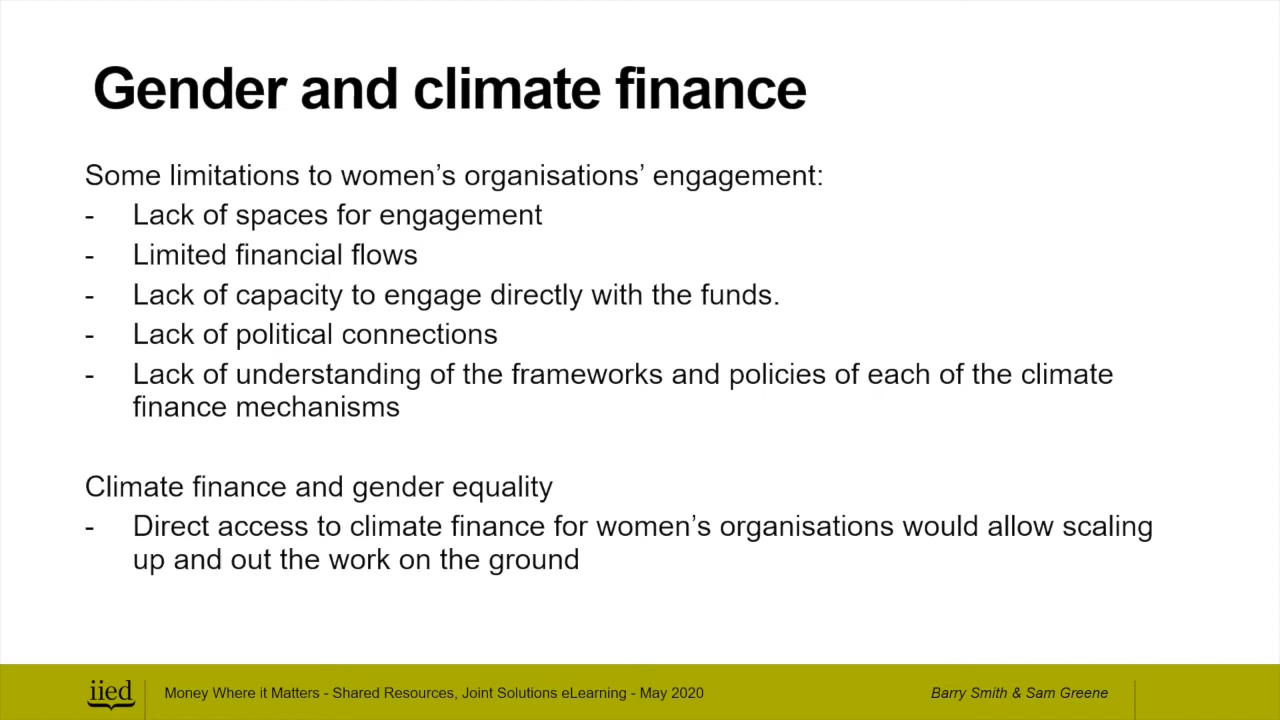 Gender and climate finance
Some limitations to women’s organisations’ engagement:
- Lack of spaces for engagement
- Limited financial flows
- Lack of capacity to engage directly with the funds.
- Lack of political connections
- Lack of understanding of the frameworks and policies of each of the climate
finance mechanisms
Climate finance and gender equality
- Direct access to climate finance for women’s organisations would allow scaling
up and out the work on the ground
iied
Money Where it Matters - Shared Resources, Joint Solutions eLearning - May 2020
Barry Smith & Sam Greene